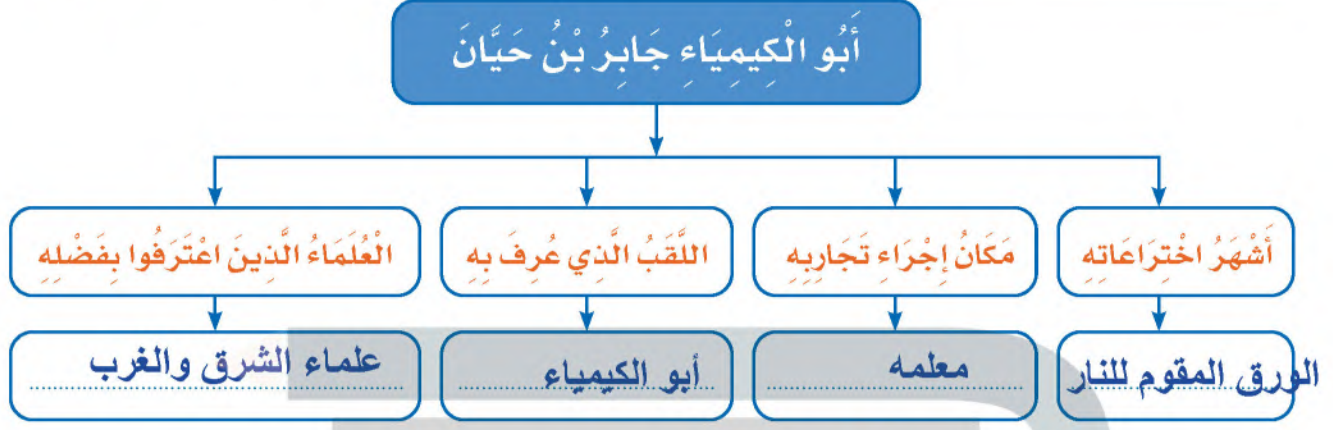 أَبُو الْكِيمِيَاءِ جَابِرُ بْنُ حَيَّانَ
أَشْهَرُ اخْتِرَاعَاتِهِ
مَكَانُ إِجْرَاءِ تَجَارِبِهِ
اللَّقَبُ الَّذِي عُرِفَ بِهِ
الْعُلَمَاءُ الَّذِينَ اعْتَرَفُوا بِفَضْلِهِ
الورق المقوم للنار
معلمه
أبو الكيمياء
علماء الشرق والغرب